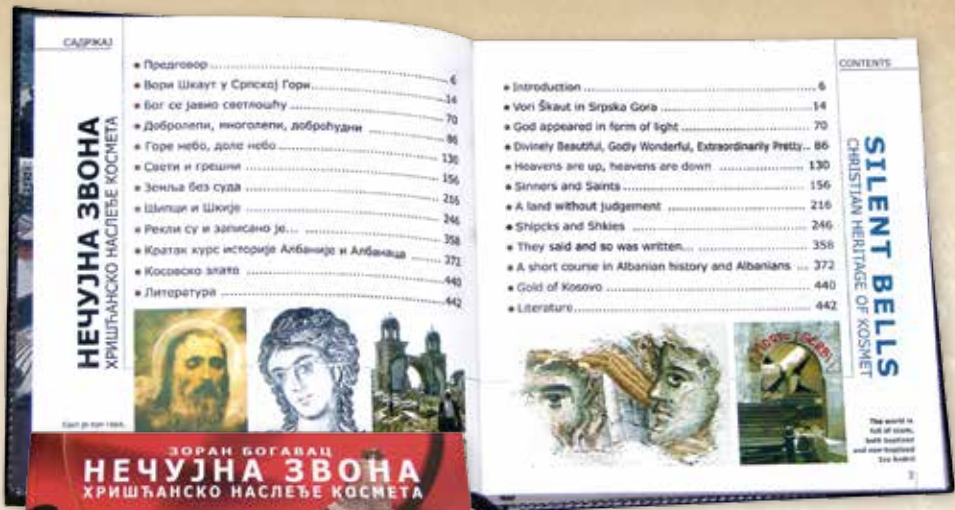 САДРЖАЈ
НЕЧУЈНА ЗВОНА
ХРИШЋАНСКО НАСЛЕЂЕ КОСМЕТА
• Предговор 6
• Вори Шкаут у Српској Гори 14
• Бог се јавио светлошћу 70
• Добролепи, многолепи, доброћудни 86
• Горе небо, доле небо 130
• Свети и грешни 156
• Земља без суда 216
• Шипци и Шкије 246
• Рекли су и записано је... 358
• Кратак курс историје Албаније и Албанаца 372
• Косовско злато 440
• Литература 442
CONTENTS
• Introduction 6
• Vori Škaut in Srpska Gora 14
• God appeared in form of light 70
• Divinely Beautiful, Godly Wonderful, Extraordinarily Pretty.. 86
• Heavens are up, heavens are down 130
• Sinners and Saints 156
• A land without judgement 216
• Shipcks and Shkies 246
• They said and so was written... 358
• A short course in Albanian history and Albanians ... 372
• Gold of Kosovo 440
• Literature 442
SILENT BELLS
CHRISTIAN HERITAGE OF KOSMET
The world is
full of
both baptized
and non-baptized
Ivo Andrić
ЗОРАН БОГАВАЦ
НЕЧУЈНА ЗВОНА
ХРИШЋАНСКО НАСЛЕЂЕ КОСМЕТА